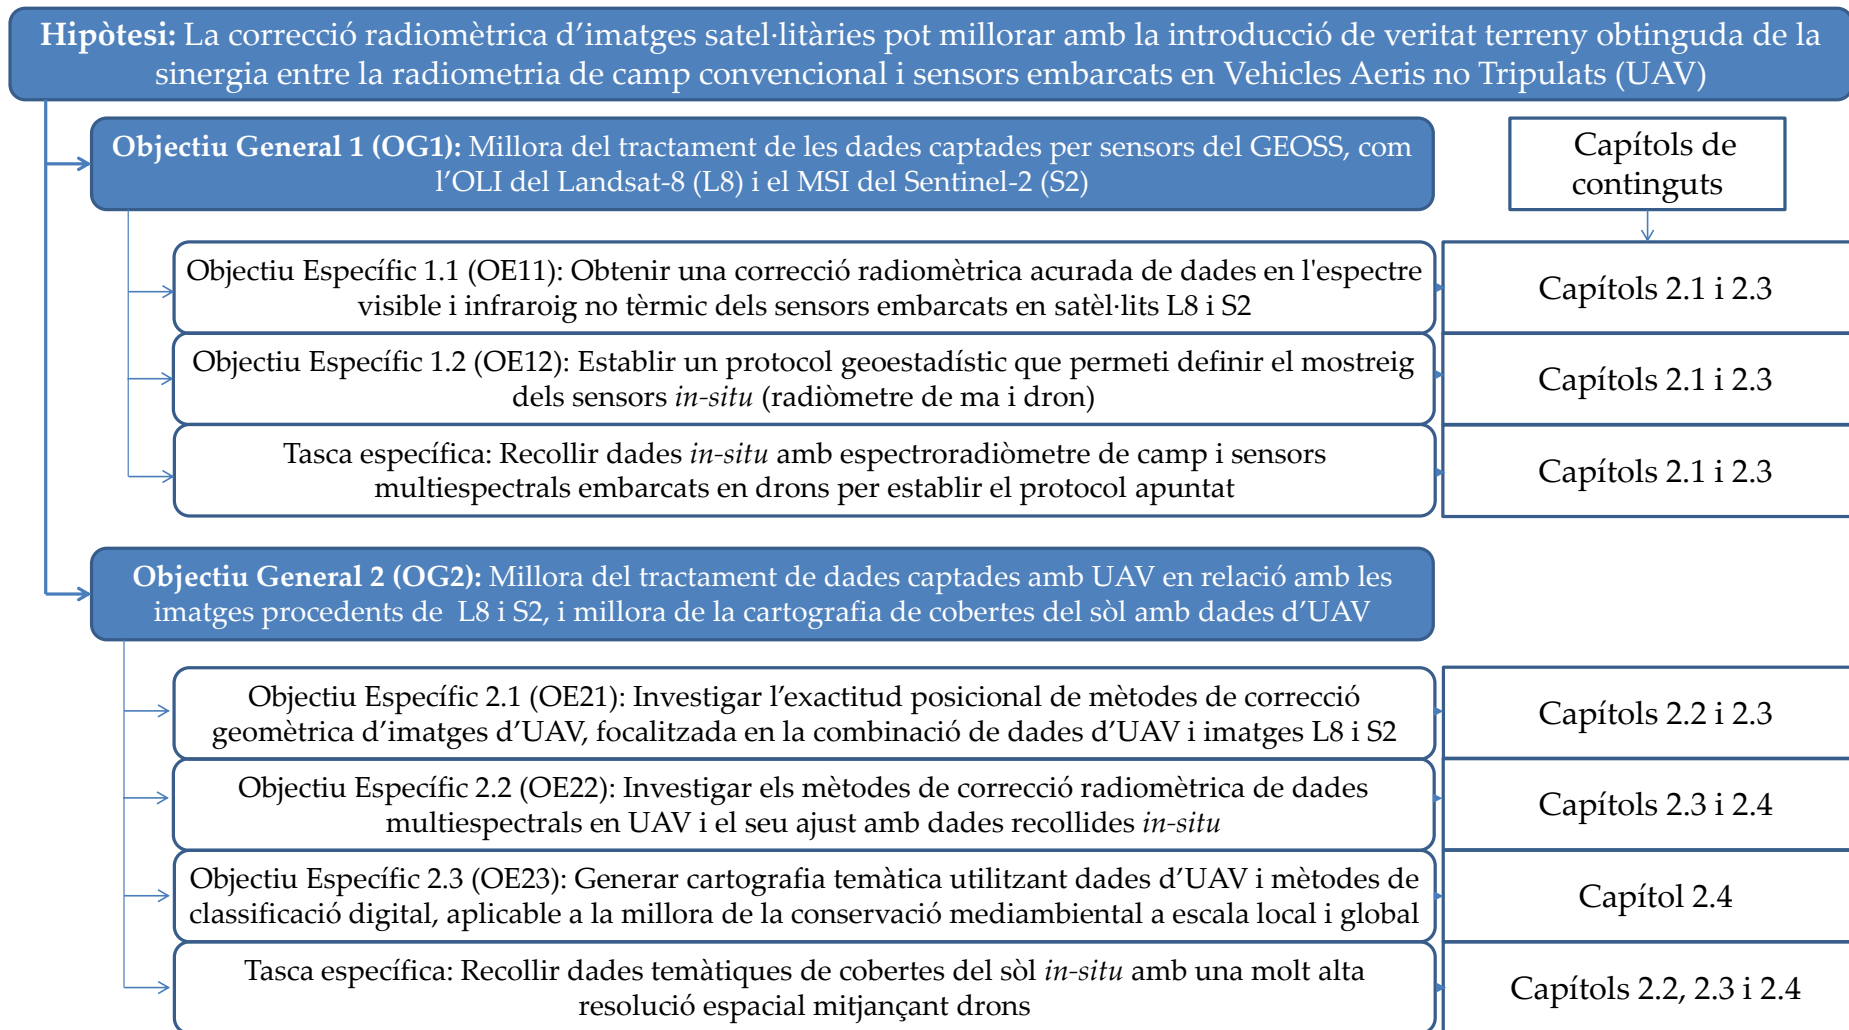 Hipòtesi: La correcció radiomètrica d’imatges satel·litàries pot millorar amb la introducció de veritat terreny obtinguda de la
sinergia entre la radiometria de camp convencional i sensors embarcats en Vehicles Aeris no Tripulats (UAV)
Objectiu General 1 (OG1): Millora del tractament de les dades captades per sensors del GEOSS, com
l’OLI del Landsat-8 (L8) i el MSI del Sentinel-2 (S2)
Capítols de
continguts
Objectiu Específic 1.1 (OE11): Obtenir una correcció radiomètrica acurada de dades en l'espectre
visible i infraroig no tèrmic dels sensors embarcats en satèl·lits L8 i S2
Capítols 2.1 i 2.3
Objectiu Específic 1.2 (OE12): Establir un protocol geoestadístic que permeti definir el mostreig
dels sensors in-situ (radiòmetre de ma i dron)
Capítols 2.1 i 2.3
Tasca específica: Recollir dades in-situ amb espectroradiòmetre de camp i sensors
multiespectrals embarcats en drons per establir el protocol apuntat
Capítols 2.1 i 2.3
Objectiu General 2 (OG2): Millora del tractament de dades captades amb UAV en relació amb les
imatges procedents de L8 i S2, i millora de la cartografia de cobertes del sòl amb dades d’UAV
Objectiu Específic 2.1 (OE21): Investigar l’exactitud posicional de mètodes de correcció
geomètrica d’imatges d’UAV, focalitzada en la combinació de dades d’UAV i imatges L8 i S2
Capítols 2.2 i 2.3
Objectiu Específic 2.2 (OE22): Investigar els mètodes de correcció radiomètrica de dades
multiespectrals en UAV i el seu ajust amb dades recollides in-situ
Capítols 2.3 i 2.4
Objectiu Específic 2.3 (OE23): Generar cartografia temàtica utilitzant dades d’UAV i mètodes de
classificació digital, aplicable a la millora de la conservació mediambiental a escala local i global
Capítol 2.4
Tasca específica: Recollir dades temàtiques de cobertes del sòl in-situ amb una molt alta
resolució espacial mitjançant drons
Capítols 2.2, 2.3 i 2.4